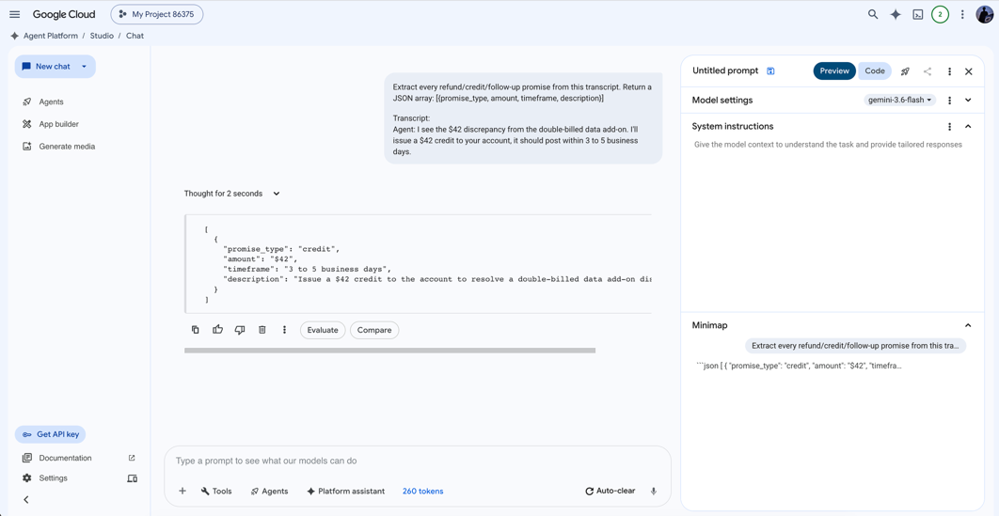 Google Cloud
My Project 86375
2
Agent Platform / Studio / Chat
New chat
Agents
App builder
Generate media
Get API key
Documentation
Settings
Extract every refund/credit/follow-up promise from this transcript. Return a
JSON array: [{promise_type, amount, timeframe, description}]
Transcript:
Agent: I see the $42 discrepancy from the double-billed data add-on. I'll
issue a $42 credit to your account, it should post within 3 to 5 business
days.
Thought for 2 seconds
[
{
"promise_type": "credit",
"amount": "$42",
"timeframe": "3 to 5 business days",
"description": "Issue a $42 credit to the account to resolve a double-billed data add-on di
}
]
Evaluate
Compare
Type a prompt to see what our models can do
Tools
Agents
Platform assistant
260 tokens
Auto-clear
Untitled prompt
Preview
Code
Model settings
gemini-3.6-flash
System instructions
Give the model context to understand the task and provide tailored responses
Minimap
Extract every refund/credit/follow-up promise from this tra...
```json [ { "promise_type": "credit", "amount": "$42", "timefra...